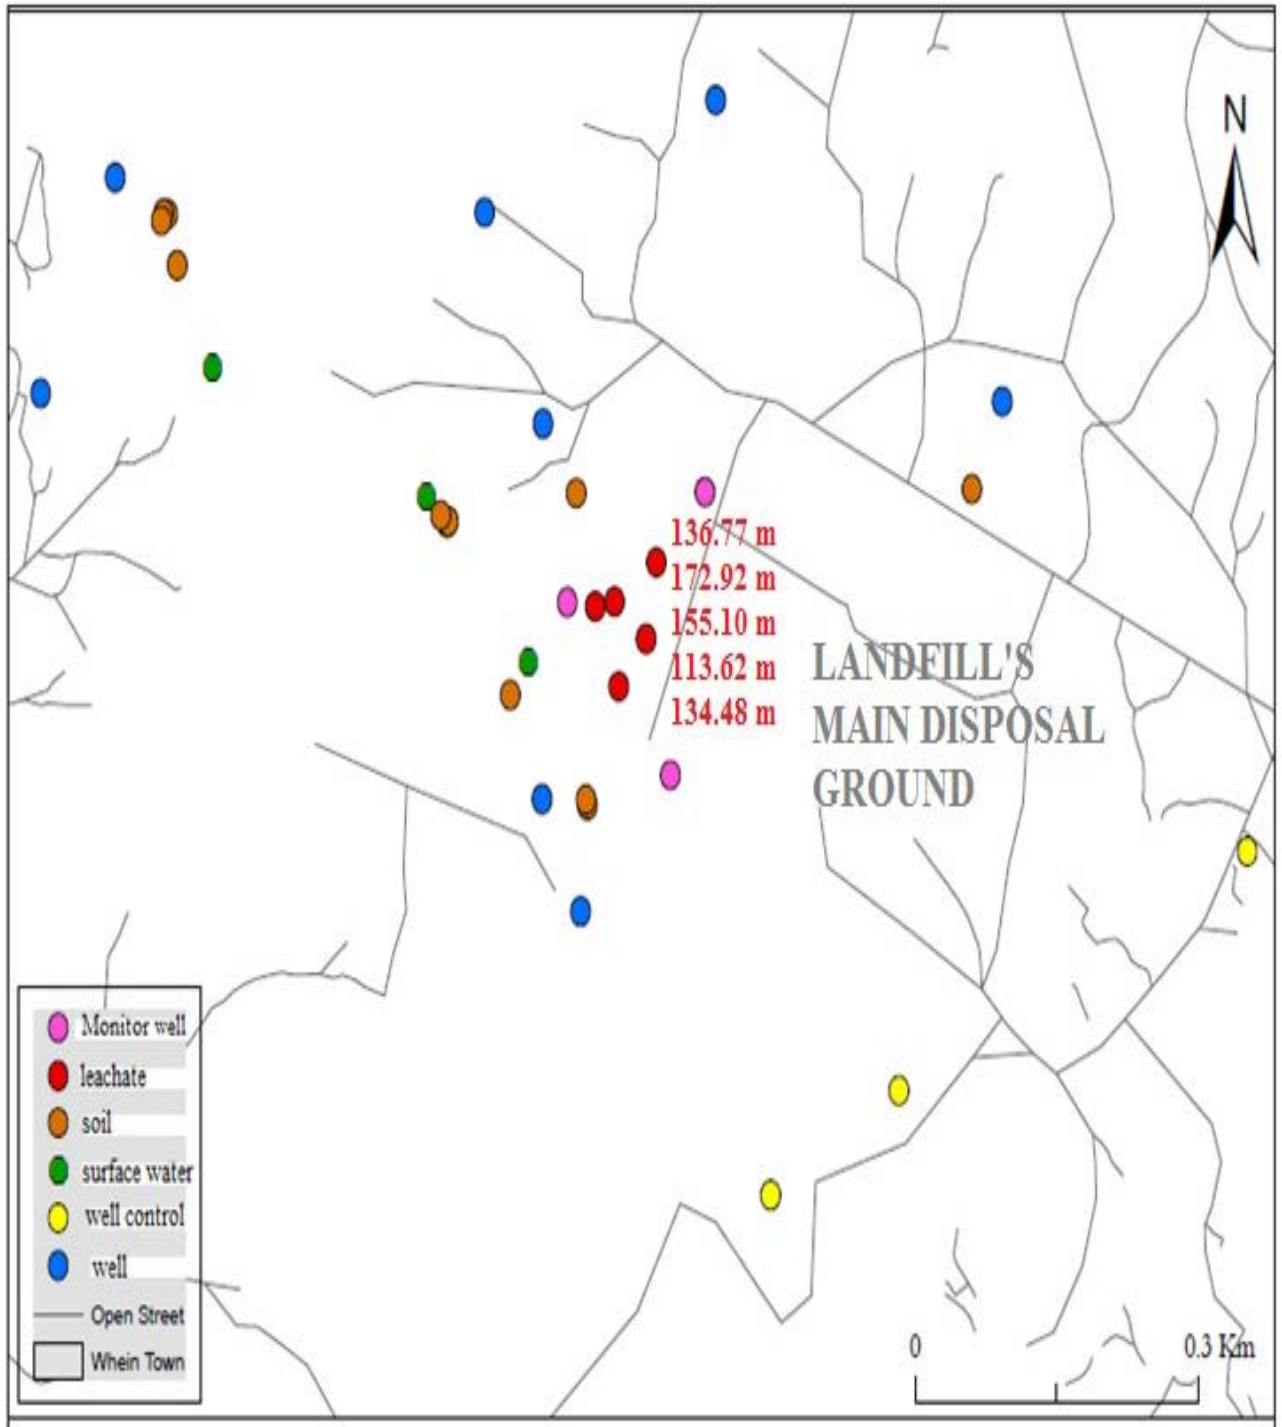 N
136.77 m
172.92 m
155.10 m
113.62 m
134.48 m
LANDFILL'S
MAIN DISPOSAL
GROUND
Monitor well
leachate
soil
surface water
well control
well
Open Street
Whein Town
0 0.3 Km